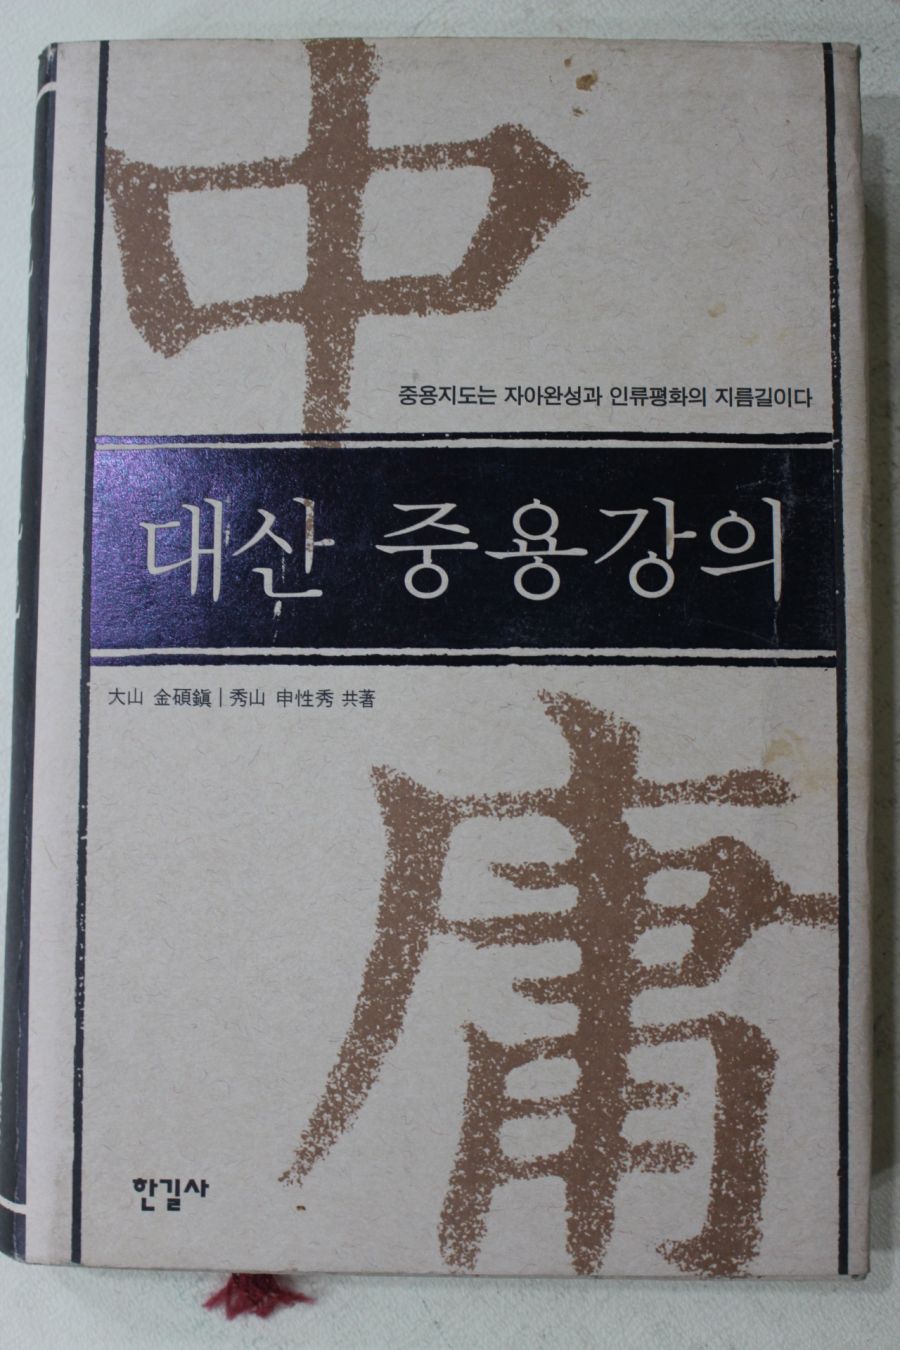 中
중용지도는 자아완성과 인류평화의 지름길이다
대산 중용강의
大山 金碩鎭 | 秀山 申性秀 共著
庸
한길사